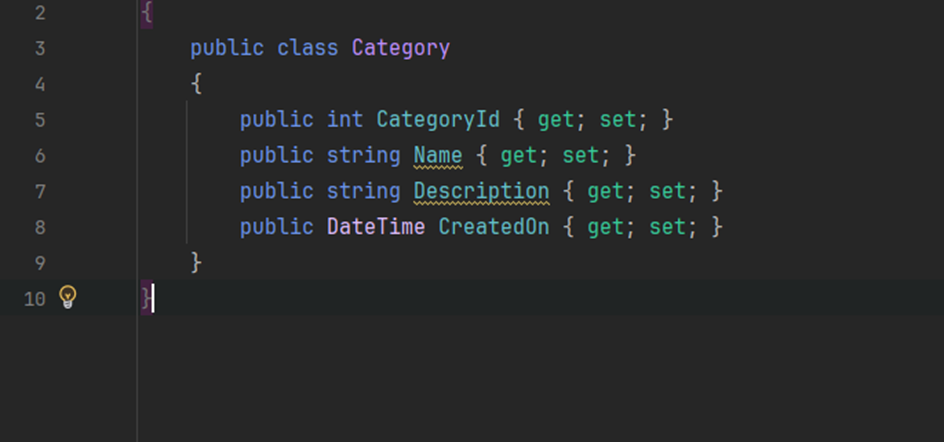 2 {
3 public class Category
4 {
5 public int CategoryId { get; set; }
6 public string Name { get; set; }
7 public string Description { get; set; }
8 public DateTime CreatedOn { get; set; }
9 }
10 }